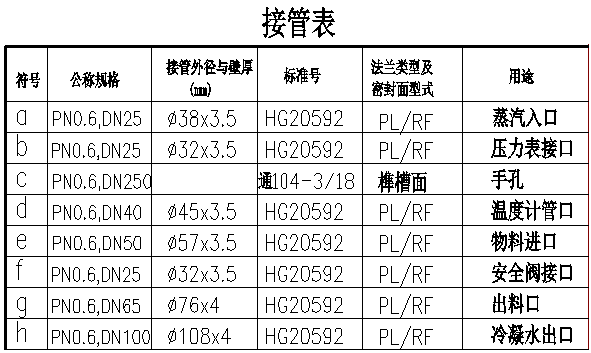 接管表
符号 公称规格 接管外径与壁厚(mm) 标准号 法兰类型及密封面型式 用途
a PN0.6,DN25 ø38x3.5 HG20592 PL/RF 蒸汽入口
b PN0.6,DN25 ø32x3.5 HG20592 PL/RF 压力表接口
c PN0.6,DN250 通104-3/18 榫槽面 手孔
d PN0.6,DN40 ø45x3.5 HG20592 PL/RF 温度计管口
e PN0.6,DN50 ø57x3.5 HG20592 PL/RF 物料进口
f PN0.6,DN25 ø32x3.5 HG20592 PL/RF 安全阀接口
g PN0.6,DN65 ø76x4 HG20592 PL/RF 出料口
h PN0.6,DN100 ø108x4 HG20592 PL/RF 冷凝水出口